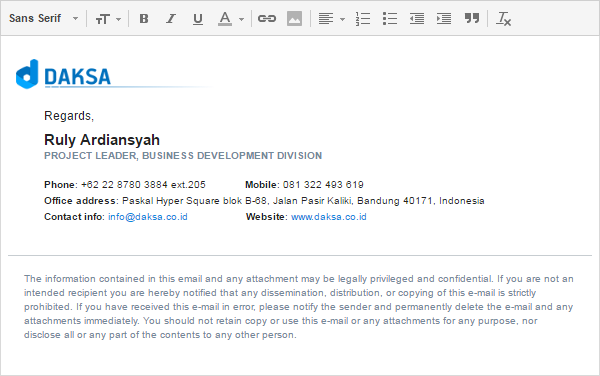 Sans Serif
DAKSA
Regards,
Ruly Ardiansyah
PROJECT LEADER, BUSINESS DEVELOPMENT DIVISION
Phone: +62 22 8780 3884 ext.205 Mobile: 081 322 493 619
Office address: Paskal Hyper Square blok B-68, Jalan Pasir Kaliki, Bandung 40171, Indonesia
Contact info: info@daksa.co.id Website: www.daksa.co.id
The information contained in this email and any attachment may be legally privileged and confidential. If you are not an
intended recipient you are hereby notified that any dissemination, distribution, or copying of this e-mail is strictly
prohibited. If you have received this e-mail in error, please notify the sender and permanently delete the e-mail and any
attachments immediately. You should not retain copy or use this e-mail or any attachments for any purpose, nor
disclose all or any part of the contents to any other person.